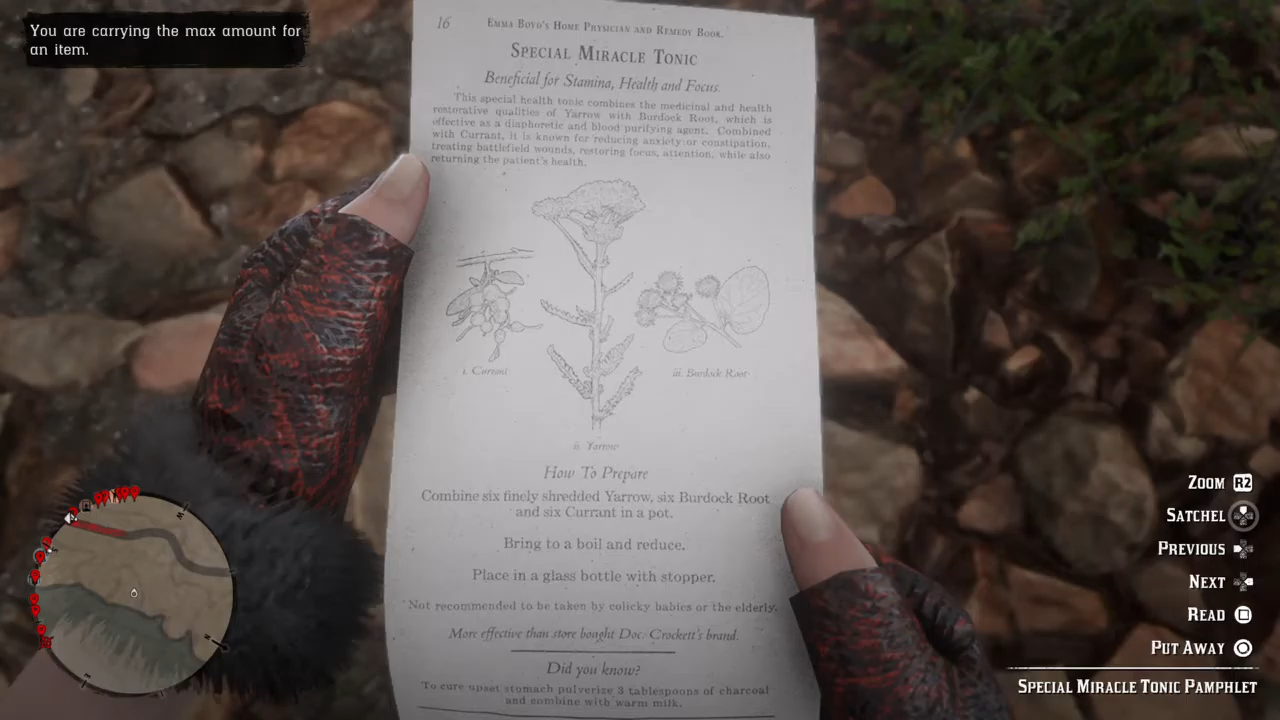 You are carrying the max amount for
an item.
16
EMMA BOYD'S HOME PHYSICIAN AND REMEDY BOOK.
SPECIAL MIRACLE TONIC
Beneficial for Stamina, Health and Focus.
This special health tonic combines the medicinal and health
restorative qualities of Yarrow with Burdock Root, which is
effective as a diaphoretic and blood purifying agent. Combined
with Currant, it is known for reducing anxiety or constipation,
treating battlefield wounds, restoring focus, attention, while also
returning the patient's health.
i. Currant
iii. Burdock Root
ii. Yarrow
How To Prepare
Combine six finely shredded Yarrow, six Burdock Root
and six Currant in a pot.
Bring to a boil and reduce.
Place in a glass bottle with stopper.
Not recommended to be taken by colicky babies or the elderly.
More effective than store bought Doc. Crockett's brand.
Did you know?
To cure upset stomach pulverize 3 tablespoons of charcoal
and combine with warm milk.
ZOOM R2
SATCHEL
PREVIOUS
NEXT
READ
PUT AWAY
SPECIAL MIRACLE TONIC PAMPHLET
W
N